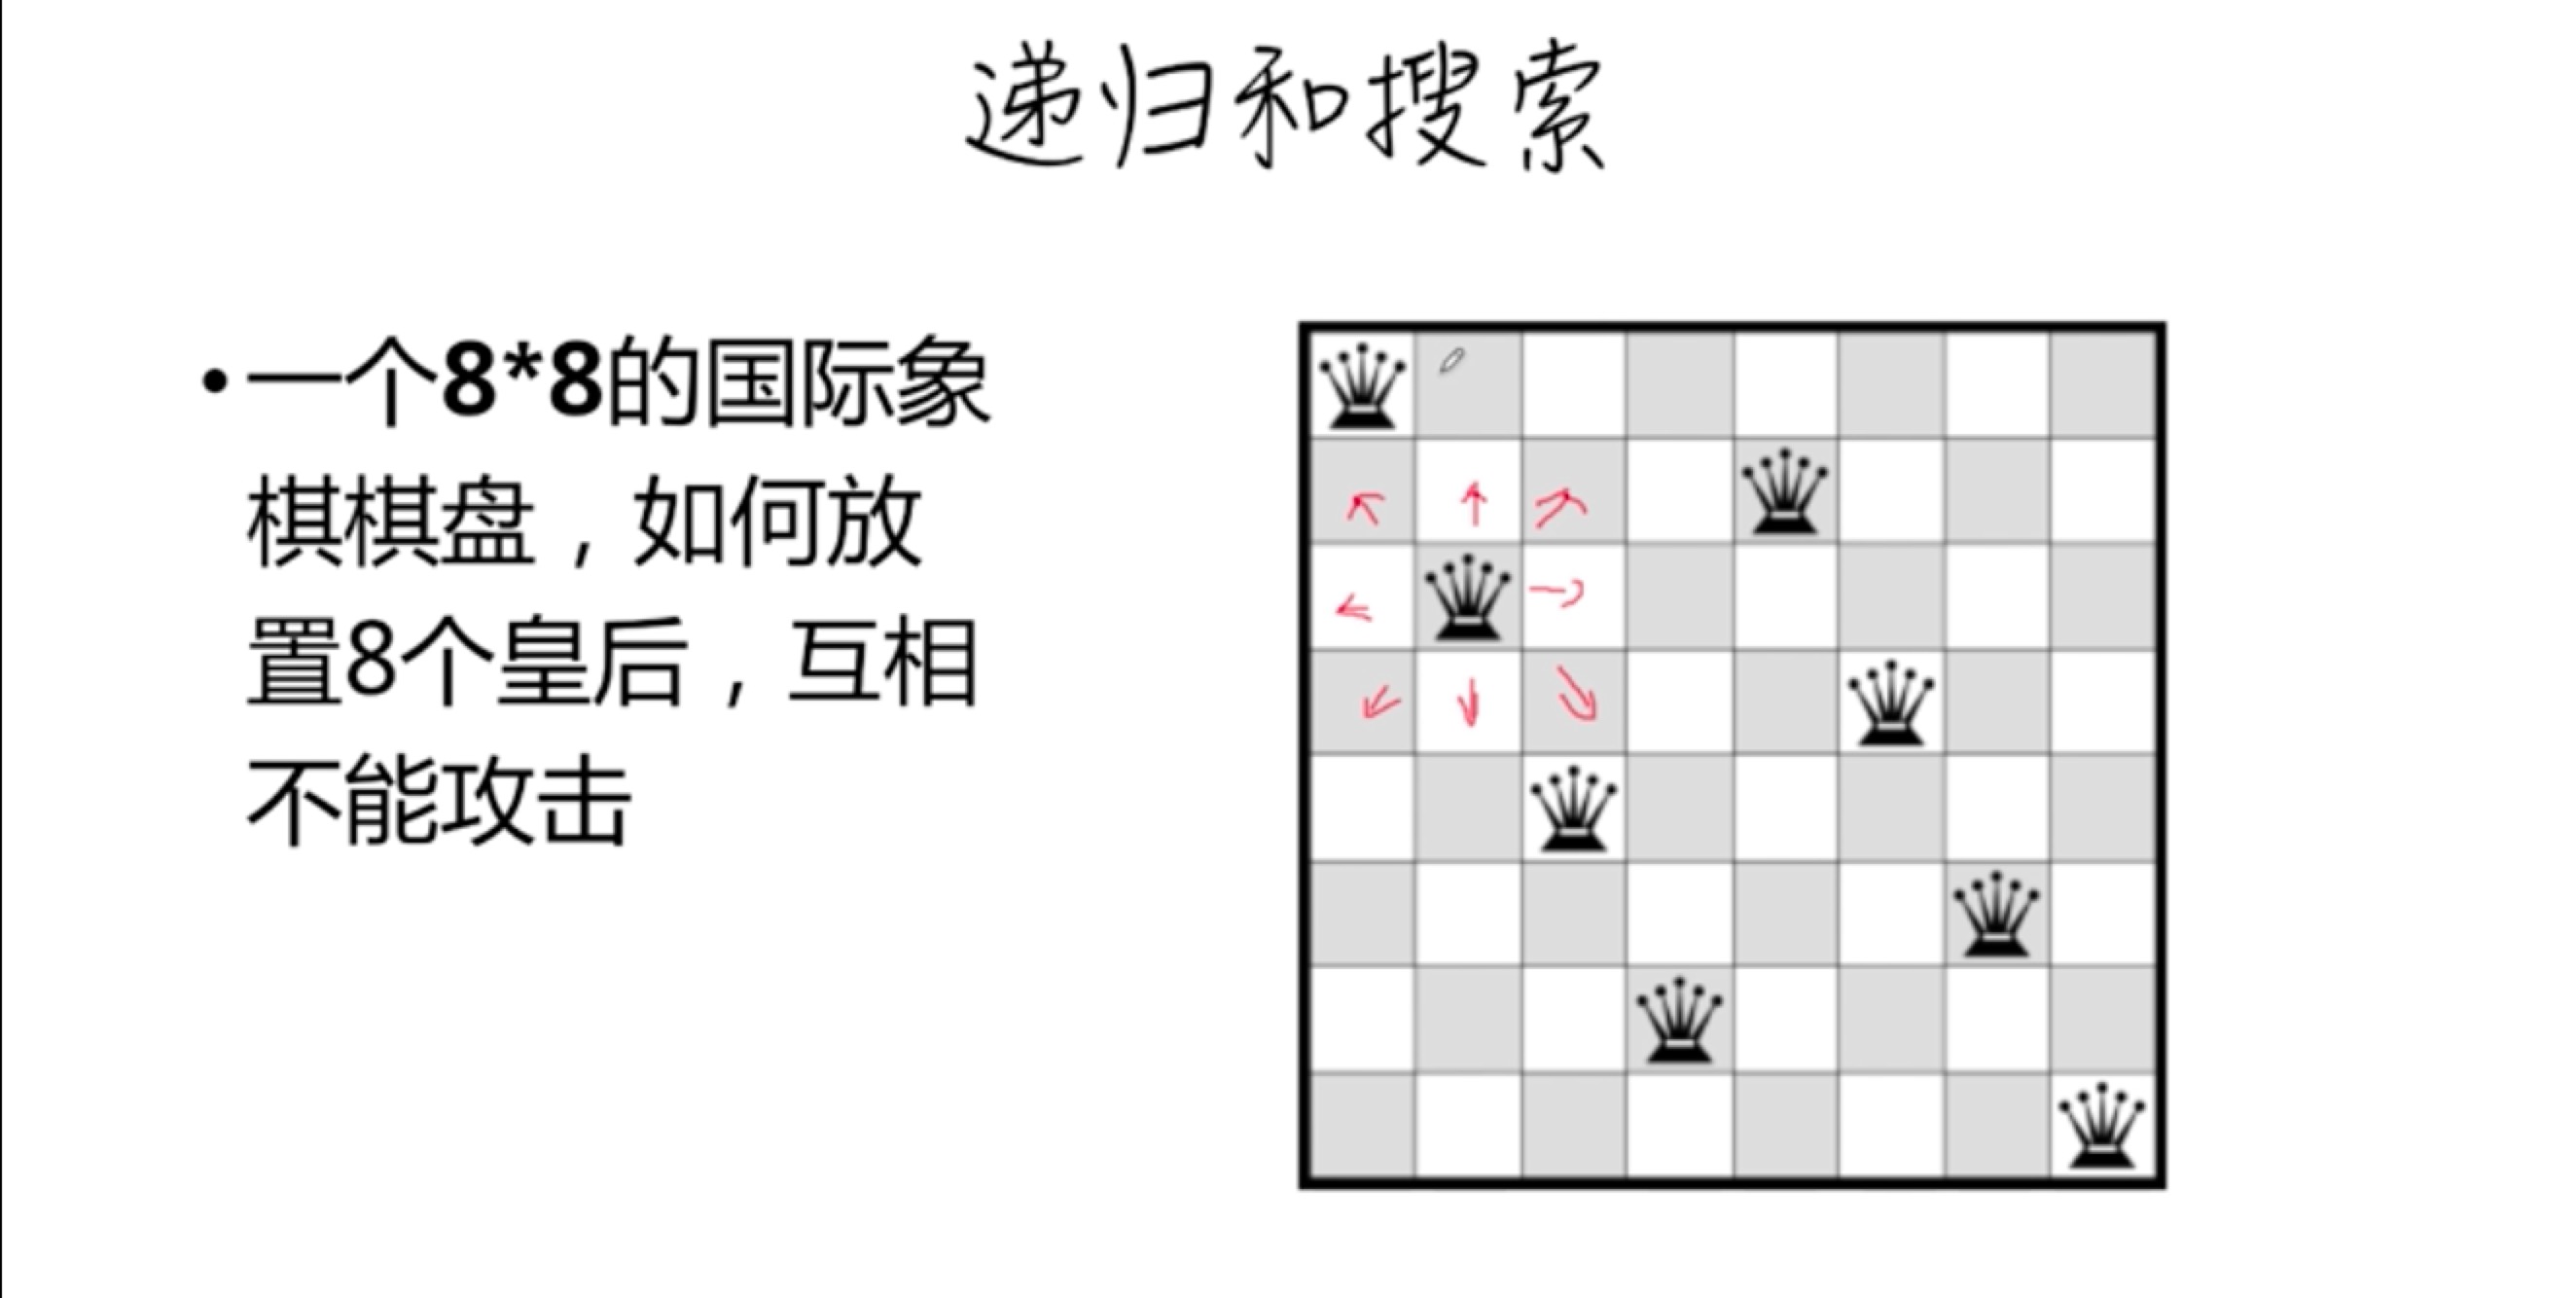 递归和搜索
•一个8*8的国际象
棋棋盘，如何放
置8个皇后，互相
不能攻击